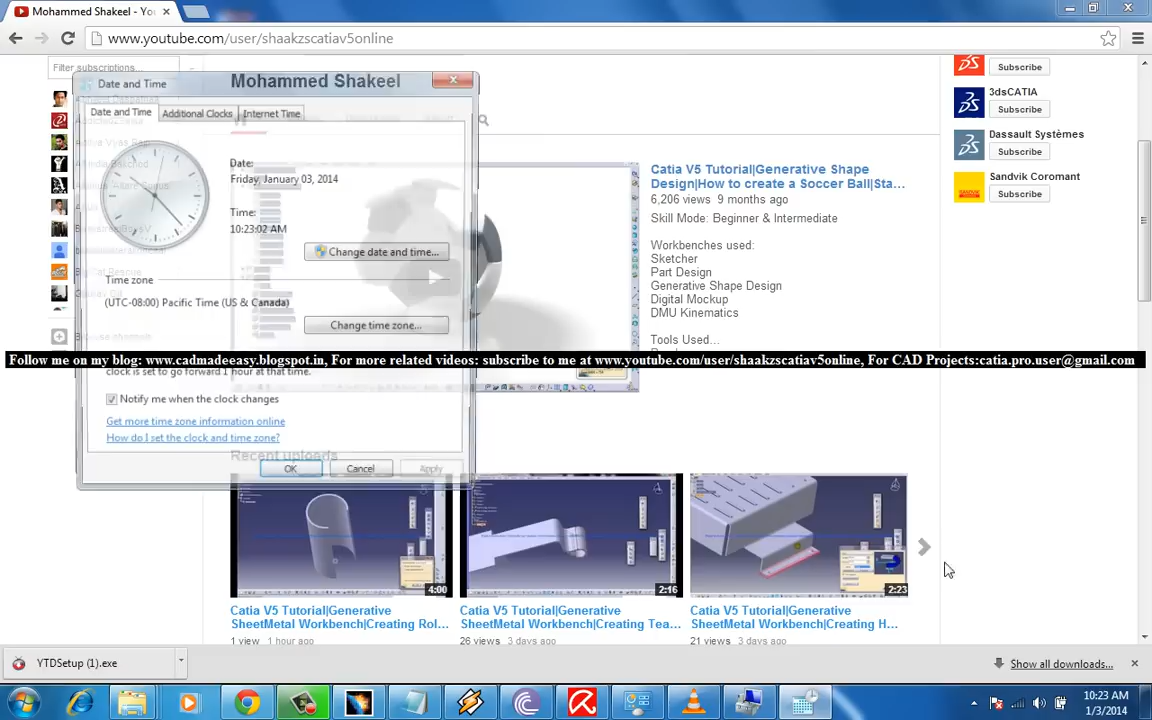 Mohammed Shakeel - Yo
www.youtube.com/user/shaakzscatiav5online
Filter subscriptions...
Date and Time
Mohammed Shakeel
Date and Time
Additional Clocks
Internet Time
Date:
Friday, January 03, 2014
Time:
10:23:02 AM
Change date and time...
Time zone
(UTC-08:00) Pacific Time (US & Canada)
Change time zone...
clock is set to go forward 1 hour at that time.
Notify me when the clock changes
Get more time zone information online
How do I set the clock and time zone?
OK
Cancel
Apply
Catia V5 Tutorial|Generative Shape
Design|How to create a Soccer Ball|Sta...
6,206 views 9 months ago
Skill Mode: Beginner & Intermediate
Workbenches used:
Sketcher
Part Design
Generative Shape Design
Digital Mockup
DMU Kinematics
Tools Used...
Subscribe
3dsCATIA
Subscribe
Dassault Systèmes
Subscribe
Sandvik Coromant
Subscribe
Follow me on my blog: www.cadmadeeasy.blogspot.in, For more related videos: subscribe to me at www.youtube.com/user/shaakzscatiav5online, For CAD Projects:catia.pro.user@gmail.com
Recent uploads
4:00
2:16
2:23
Catia V5 Tutorial|Generative
SheetMetal Workbench|Creating Rol...
1 view 1 hour ago
Catia V5 Tutorial|Generative
SheetMetal Workbench|Creating Tea...
26 views 3 days ago
Catia V5 Tutorial|Generative
SheetMetal Workbench|Creating H...
21 views 3 days ago
YTDSetup (1).exe
Show all downloads...
10:23 AM
1/3/2014